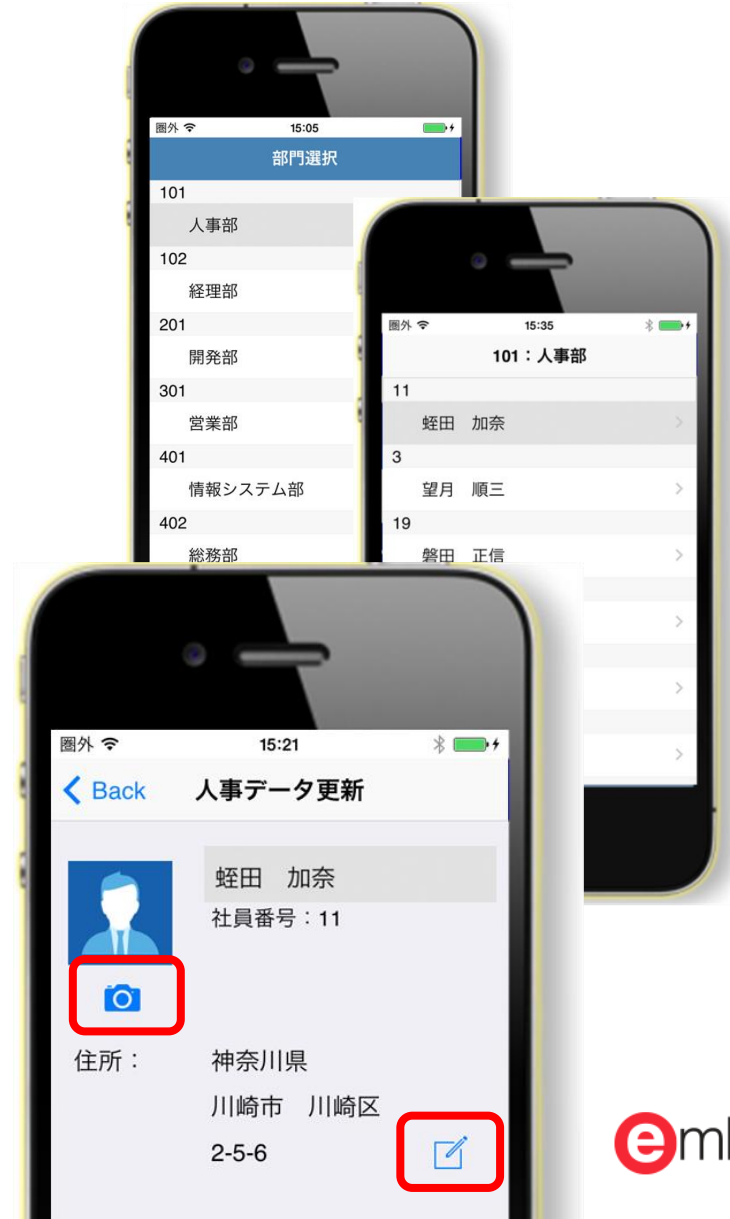 圏外 15:05
部門選択
101
人事部
102
経理部
201
開発部
301
営業部
401
情報システム部
402
総務部
圏外 15:35
101：人事部
11
蛭田　加奈
3
望月　順三
19
磐田　正信
圏外 15:21
Back 人事データ更新
蛭田　加奈
社員番号：11
住所： 神奈川県
川崎市　川崎区
2-5-6